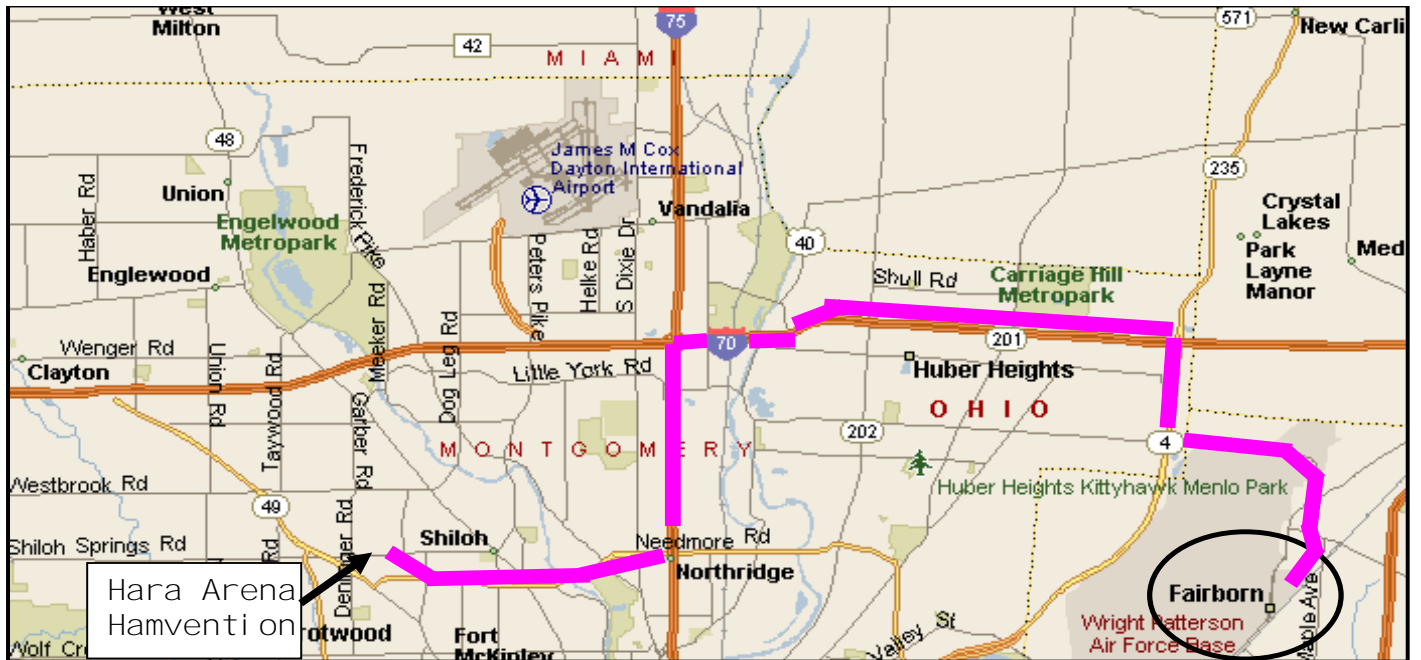 West
Milton
42
75
M I A M I
571
New Carli
48
Union
Haber Rd
Engelwood
Metropark
Frederick Pike
James M Cox
Dayton International
Airport
Vandalia
235
Crystal
Lakes
Park
Layne
Manor
Med
Englewood
Peters Pike
Helke Rd
S Dixie Dr
40
Shull Rd
Carriage Hill
Metropark
Wenger Rd
Clayton
Union Rd
Taywood Rd
Meeker Rd
Garber Rd
Dog Leg Rd
Little York Rd
70
201
Huber Heights
O H I O
M O N T G O M E R Y
202
4
Westbrook Rd
49
Huber Heights Kittyhawk Menlo Park
Shiloh Springs Rd
Rd
Denlinger Rd
Shiloh
Needmore Rd
Northridge
Hara Arena
Hamvention
Fairborn
Maple Ave
Wright Patterson
Air Force Base
Valley St
rotwood
Fort
McKinley
Wolf Cr